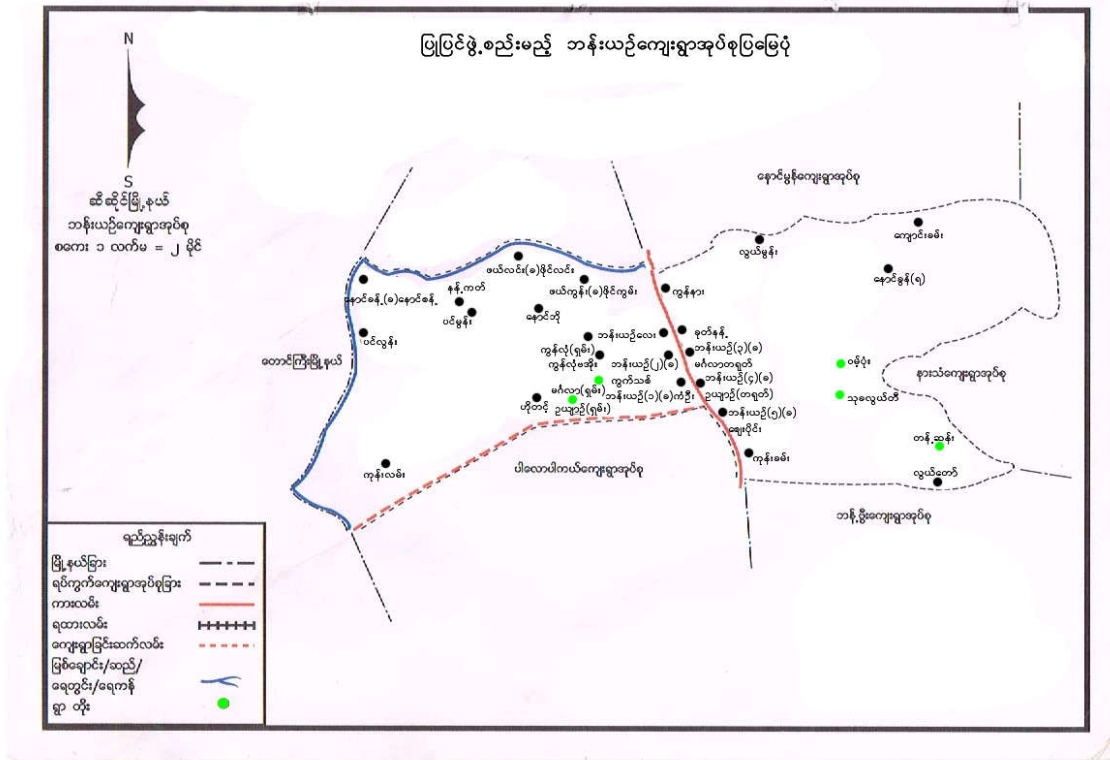 ပြုပြင်ဖွဲ့စည်းမည့် ဘန်းယဉ်ကျေးရွာအုပ်စုပြမြေပုံ
N
S
ဆီဆိုင်မြို့နယ်
ဘန်းယဉ်ကျေးရွာအုပ်စု
စကေး ၁ လက်မ = ၂ မိုင်
နောင်မွန်ကျေးရွာအုပ်စု
ကျောင်းခမ်း
လွယ်မွန်း
နောင်ခွန်(ရ)
ဖယ်လင်း(ခ)ဖိုင်လင်း
နောင်ခန့်(ခ)နောင်စန့်
နန့်ကတ်
ဖယ်ကွန်း(ခ)ဖိုင်ကွမ်း
ကွန်နား
ပင်မွန်း
နောင်ဘို
ပင်လွန်း
ဘန်းယဉ်လေး
ခုတ်နန့်
ကွန်လုံ(ရှမ်း)
ဘန်းယဉ်(၃)(ခ)
တောင်ကြီးမြို့နယ်
ကွန်လုံဗအိုး
ဘန်းယဉ်(၂)(ခ)
မင်္ဂလာတရုတ်
ဝမ့်ပုံး
နားသံကျေးရွာအုပ်စု
ကွက်သစ်
ဘန်းယဉ်(၄)(ခ)
မင်္ဂလာ(ရှမ်း)
ဘန်းယဉ်(၁)(ခ)ကံဦး
ဥယျာဉ်(တရုတ်)
သုခလွယ်တီ
ဟိုတင့်
ဥယျာဉ်(ရှမ်း)
ဘန်းယဉ်(၅)(ခ)
ဈေးပိုင်း
တန့်ဆန်း
ကုန်းခမ်း
ကုန်းလမ်း
ပါလောပါကယ်ကျေးရွာအုပ်စု
လွယ်တော်
ဘန့်ဗွီးကျေးရွာအုပ်စု
ရည်ညွှန်းချက်
မြို့နယ်ခြား
ရပ်ကွက်ကျေးရွာအုပ်စုခြား
ကားလမ်း
ရထားလမ်း
ကျေးရွာခြင်းဆက်လမ်း
မြစ်ချောင်း/ဆည်/
ရေတွင်း/ရေကန်
ရွာ တိုး